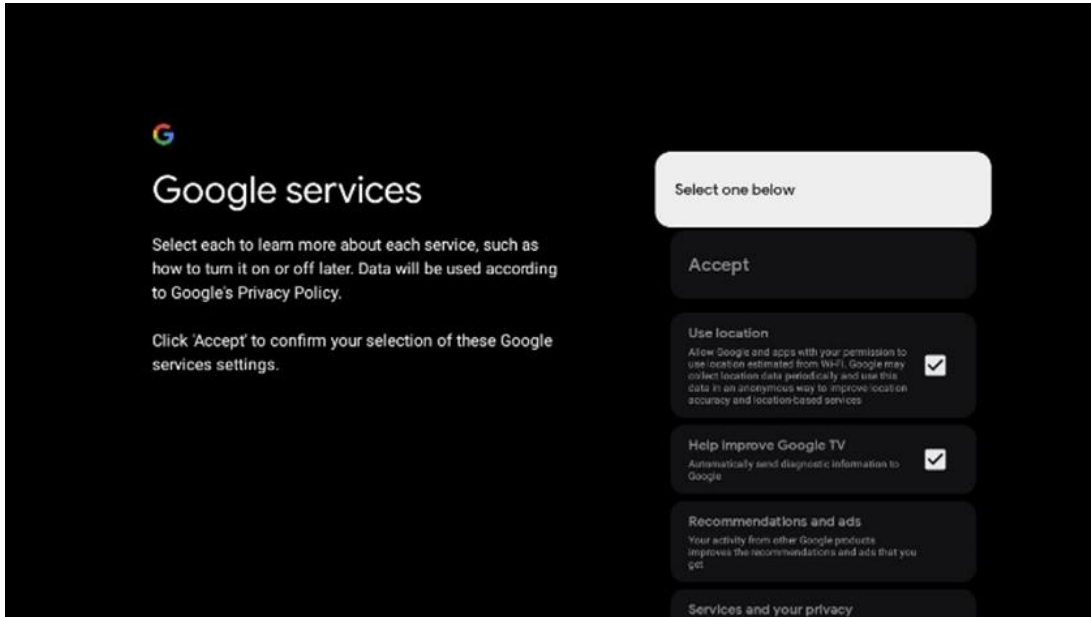 Google services
Select each to learn more about each service, such as
how to turn it on or off later. Data will be used according
to Google's Privacy Policy.
Click 'Accept' to confirm your selection of these Google
services settings.
Select one below
Accept
Use location
Allow Google and apps with your permission to
use location estimated from Wi-Fi. Google may
collect location data periodically and use this
data in an anonymous way to improve location
accuracy and location-based services
Help improve Google TV
Automatically send diagnostic information to
Google
Recommendations and ads
Your activity from other Google products
improves the recommendations and ads that you
get
Services and your privacy